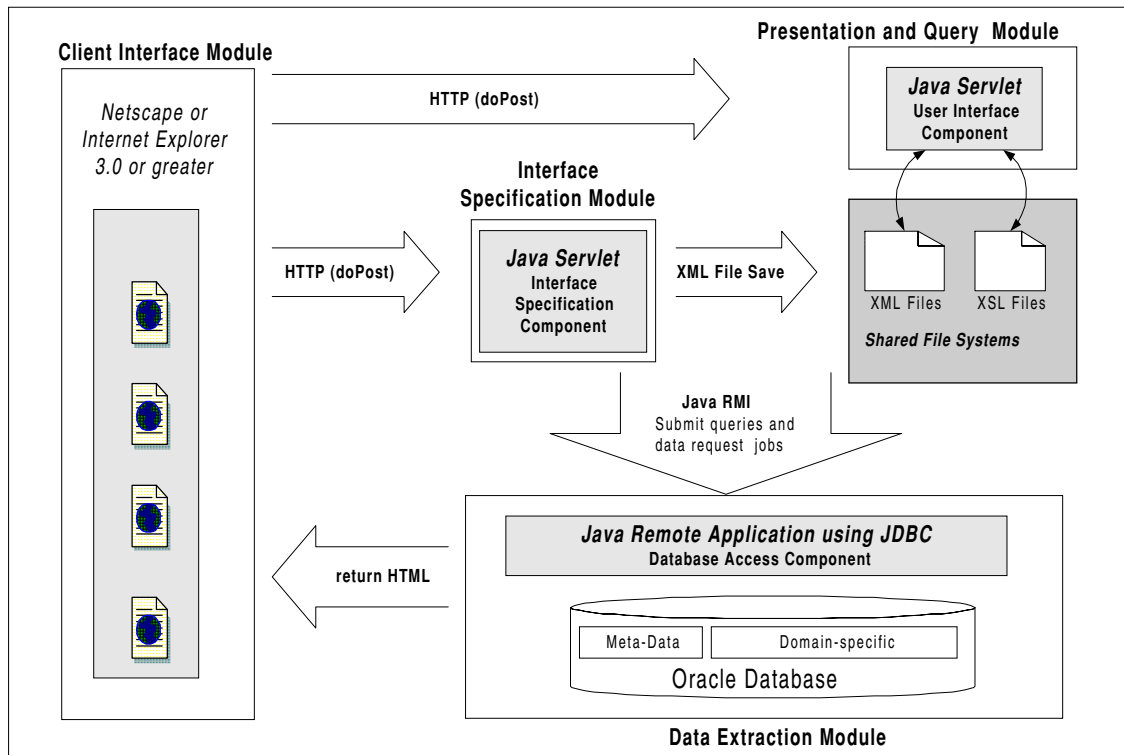 Client Interface Module
Netscape or
Internet Explorer
3.0 or greater
HTTP (doPost)
Presentation and Query Module
Java Servlet
User Interface
Component
HTTP (doPost)
Interface
Specification Module
Java Servlet
Interface
Specification
Component
XML File Save
XML Files
XSL Files
Shared File Systems
Java RMI
Submit queries and
data request jobs
Java Remote Application using JDBC
Database Access Component
return HTML
Meta-Data
Domain-specific
Oracle Database
Data Extraction Module